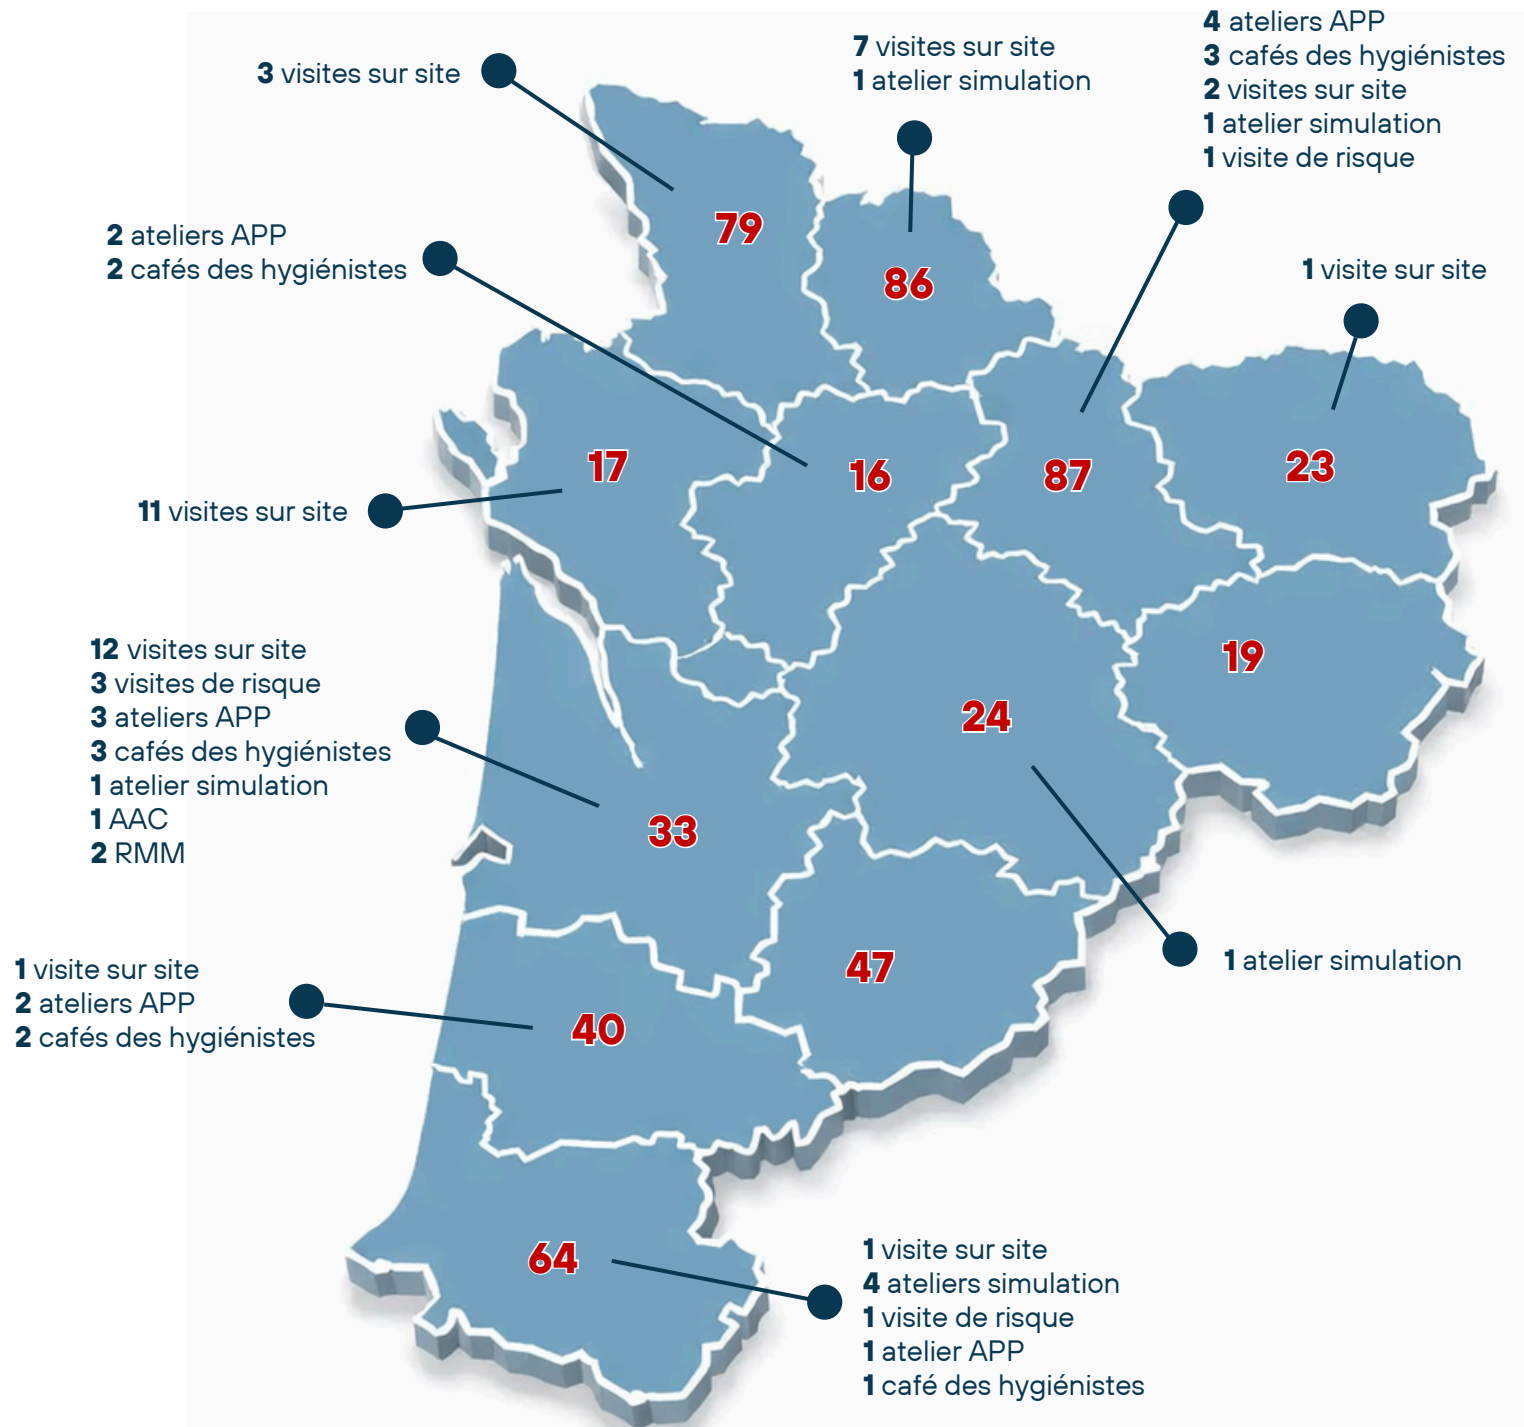 4 ateliers APP
3 cafés des hygiénistes
2 visites sur site
1 atelier simulation
1 visite de risque
7 visites sur site
1 atelier simulation
3 visites sur site
79
2 ateliers APP
2 cafés des hygiénistes
86
1 visite sur site
17
16
87
23
11 visites sur site
12 visites sur site
3 visites de risque
3 ateliers APP
3 cafés des hygiénistes
1 atelier simulation
1 AAC
2 RMM
19
24
33
1 visite sur site
2 ateliers APP
2 cafés des hygiénistes
47
1 atelier simulation
40
64
1 visite sur site
4 ateliers simulation
1 visite de risque
1 atelier APP
1 café des hygiénistes